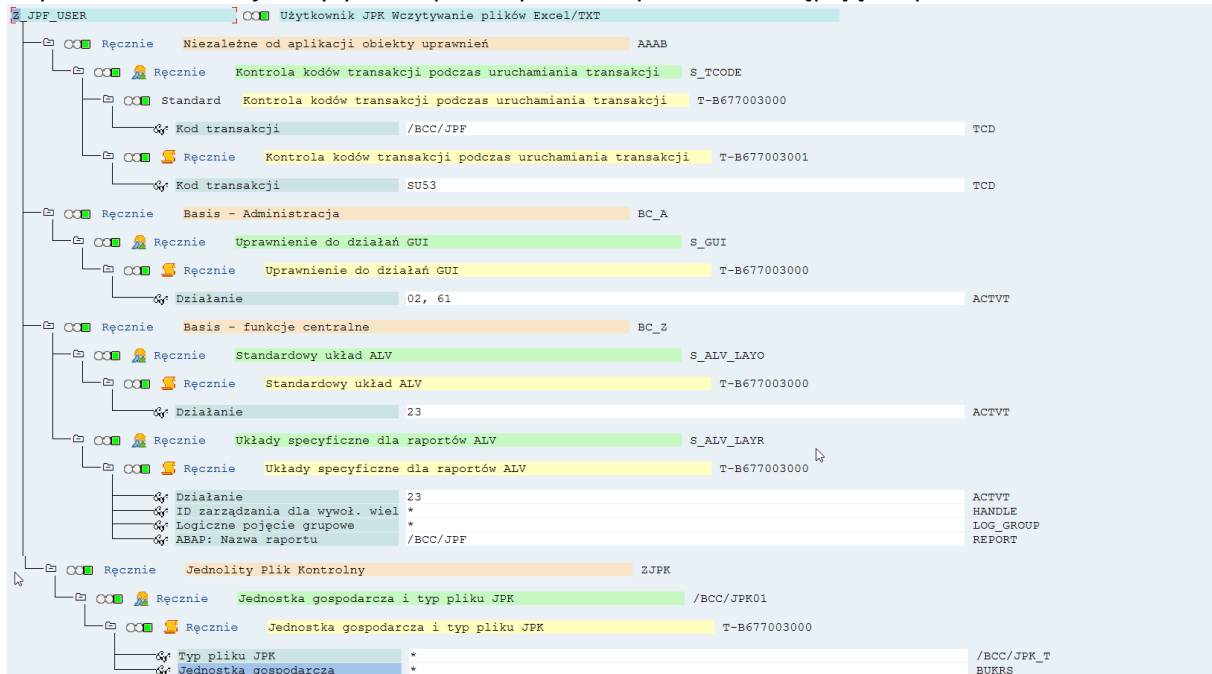 Z_JPF_USER Użytkownik JPK Wczytywanie plików Excel/TXT
Ręcznie Niezależne od aplikacji obiekty uprawnień AAAB
Ręcznie Kontrola kodów transakcji podczas uruchamiania transakcji S_TCODE
Standard Kontrola kodów transakcji podczas uruchamiania transakcji T-B677003000
Kod transakcji /BCC/JPF TCD
Ręcznie Kontrola kodów transakcji podczas uruchamiania transakcji T-B677003001
Kod transakcji SU53 TCD
Ręcznie Basis - Administracja BC_A
Ręcznie Uprawnienie do działań GUI S_GUI
Ręcznie Uprawnienie do działań GUI T-B677003000
Działanie 02, 61 ACTVT
Ręcznie Basis - funkcje centralne BC_Z
Ręcznie Standardowy układ ALV S_ALV_LAYO
Ręcznie Standardowy układ ALV T-B677003000
Działanie 23 ACTVT
Ręcznie Układy specyficzne dla raportów ALV S_ALV_LAYR
Ręcznie Układy specyficzne dla raportów ALV T-B677003000
Działanie 23 ACTVT
ID zarządzania dla wywoł. wiel * HANDLE
Logiczne pojęcie grupowe * LOG_GROUP
ABAP: Nazwa raportu /BCC/JPF REPORT
Ręcznie Jednolity Plik Kontrolny ZJPK
Ręcznie Jednostka gospodarcza i typ pliku JPK /BCC/JPK01
Ręcznie Jednostka gospodarcza i typ pliku JPK T-B677003000
Typ pliku JPK * /BCC/JPK_T
Jednostka gospodarcza * BUKRS